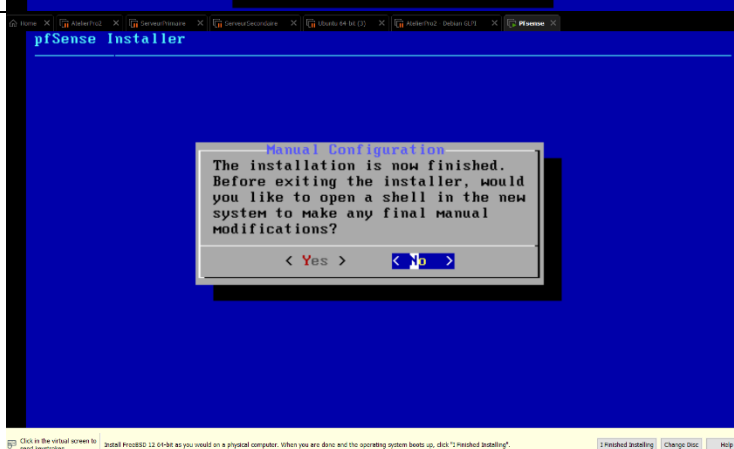 Home AtelierPro2 ServeurPrimaire ServeurSecondaire Ubuntu 64-bit (3) AtelierPro2 Debian GLPI Pfsense
pfSense Installer
Manual Configuration
The installation is now finished.
Before exiting the installer, would
you like to open a shell in the new
system to make any final manual
modifications?
< Yes > < No >
Click in the virtual screen to
send keystrokes
Install FreeBSD 12 64-bit as you would on a physical computer. When you are done and the operating system boots up, click "I Finished Installing".
I Finished Installing Change Disc Help